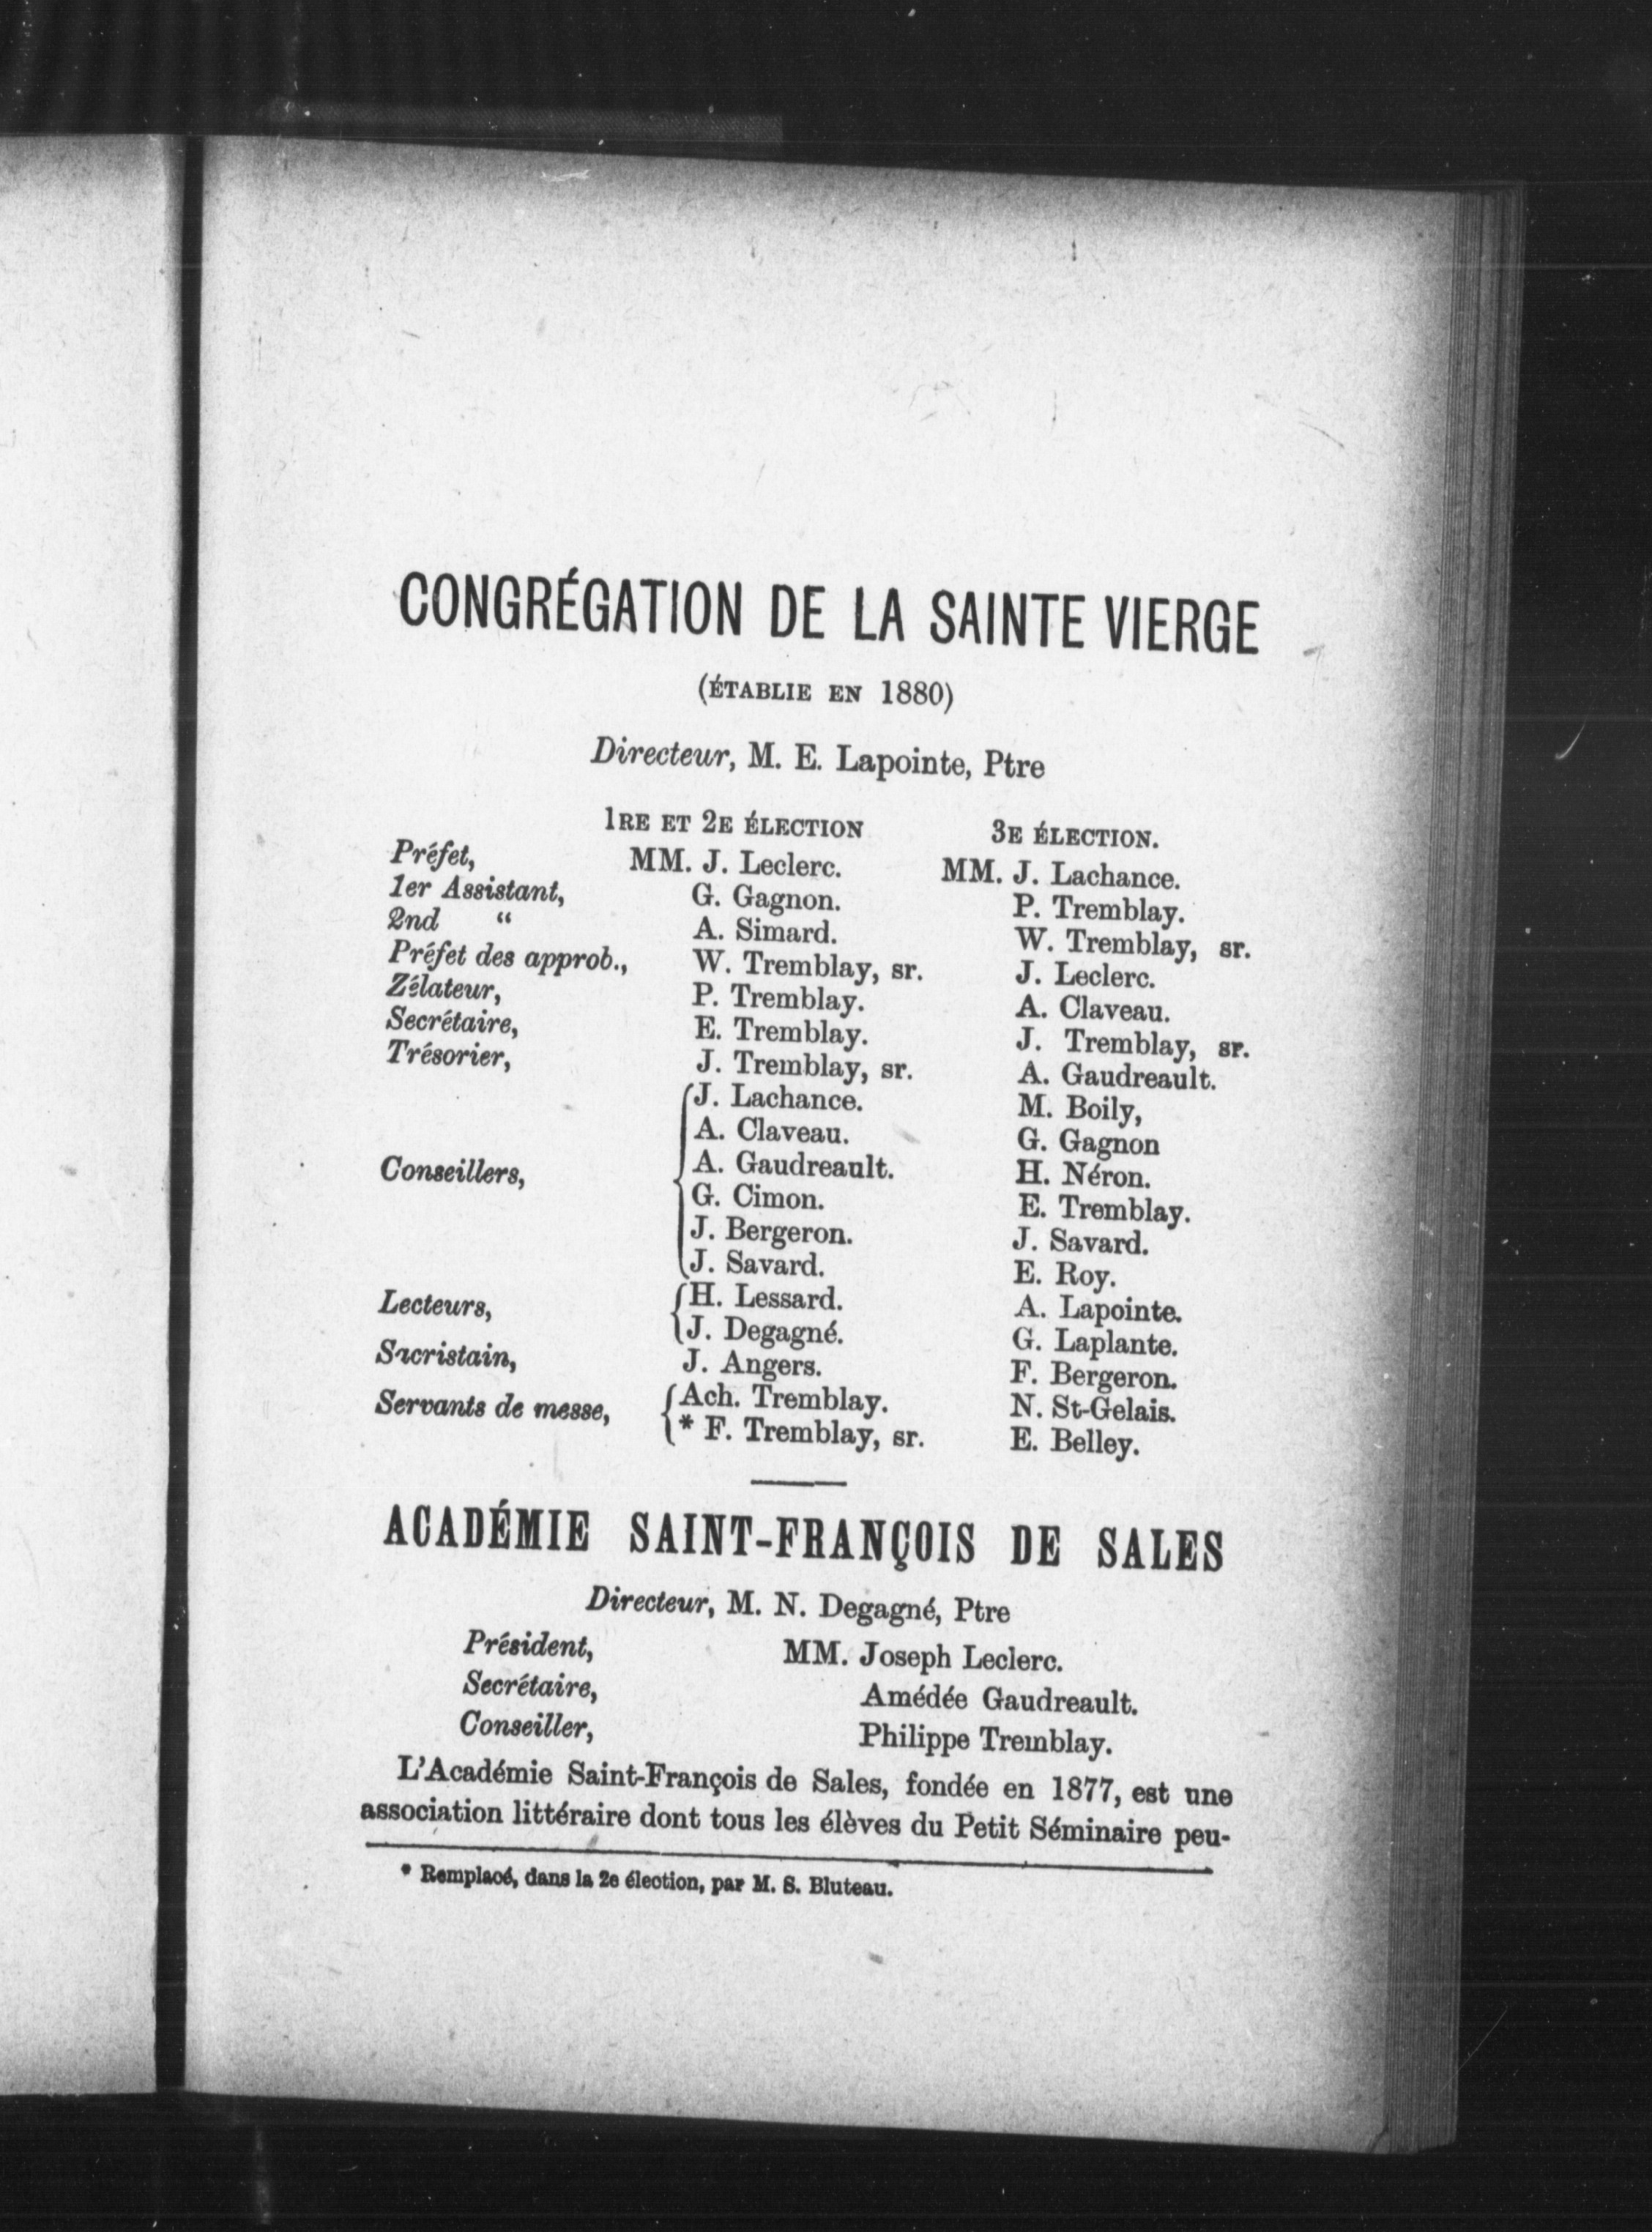 CONGRÉGATION DE LA SAINTE VIERGE
(ÉTABLIE EN 1880)
Directeur, M. E. Lapointe, Ptre
1RE ET 2E ÉLECTION 3E ÉLECTION.
Préfet, MM. J. Leclerc. MM. J. Lachance.
1er Assistant, G. Gagnon. P. Tremblay.
2nd “ A. Simard. W. Tremblay, sr.
Préfet des approb., W. Tremblay, sr. J. Leclerc.
Zélateur, P. Tremblay. A. Claveau.
Secrétaire, E. Tremblay. J. Tremblay, sr.
Trésorier, J. Tremblay, sr. A. Gaudreault.
J. Lachance. M. Boily,
A. Claveau. G. Gagnon
Conseillers, A. Gaudreault. H. Néron.
G. Cimon. E. Tremblay.
J. Bergeron. J. Savard.
J. Savard. E. Roy.
Lecteurs, H. Lessard. A. Lapointe.
J. Degagné. G. Laplante.
Sacristain, J. Angers. F. Bergeron.
Servants de messe, Ach. Tremblay. N. St-Gelais.
* F. Tremblay, sr. E. Belley.
ACADÉMIE SAINT-FRANÇOIS DE SALES
Directeur, M. N. Degagné, Ptre
Président, MM. Joseph Leclerc.
Secrétaire, Amédée Gaudreault.
Conseiller, Philippe Tremblay.
L'Académie Saint-François de Sales, fondée en 1877, est une
association littéraire dont tous les élèves du Petit Séminaire peu-
* Remplacé, dans la 2e élection, par M. S. Bluteau.